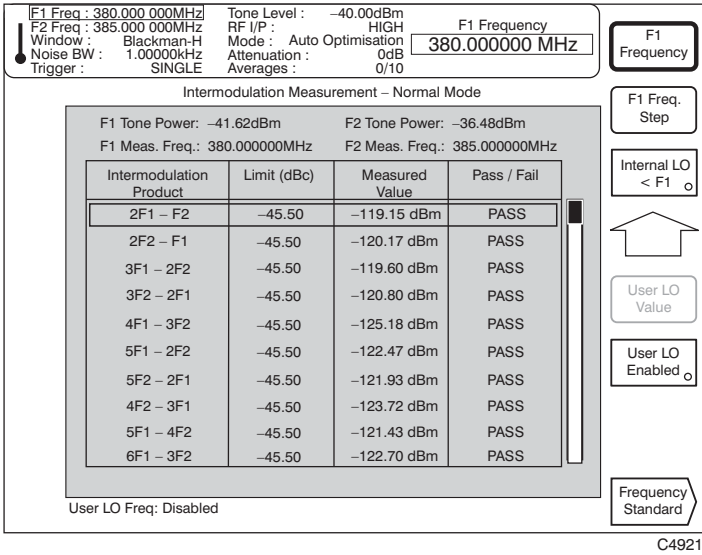 F1 Freq : 380.000 000MHz
F2 Freq : 385.000 000MHz
Window : Blackman-H
Noise BW : 1.00000kHz
Trigger : SINGLE
Tone Level : –40.00dBm
RF I/P : HIGH
Mode : Auto Optimisation
Attenuation : 0dB
Averages : 0/10
F1 Frequency
380.000000 MHz
Intermodulation Measurement – Normal Mode
F1 Tone Power: –41.62dBm F2 Tone Power: –36.48dBm
F1 Meas. Freq.: 380.000000MHz F2 Meas. Freq.: 385.000000MHz
Intermodulation Product Limit (dBc) Measured Value Pass / Fail
2F1 – F2 –45.50 –119.15 dBm PASS
2F2 – F1 –45.50 –120.17 dBm PASS
3F1 – 2F2 –45.50 –119.60 dBm PASS
3F2 – 2F1 –45.50 –120.80 dBm PASS
4F1 – 3F2 –45.50 –125.18 dBm PASS
5F1 – 2F2 –45.50 –122.47 dBm PASS
5F2 – 2F1 –45.50 –121.93 dBm PASS
4F2 – 3F1 –45.50 –123.72 dBm PASS
5F1 – 4F2 –45.50 –121.43 dBm PASS
6F1 – 3F2 –45.50 –122.70 dBm PASS
User LO Freq: Disabled
F1
Frequency
F1 Freq.
Step
Internal LO
< F1
User LO
Value
User LO
Enabled
Frequency
Standard
C4921